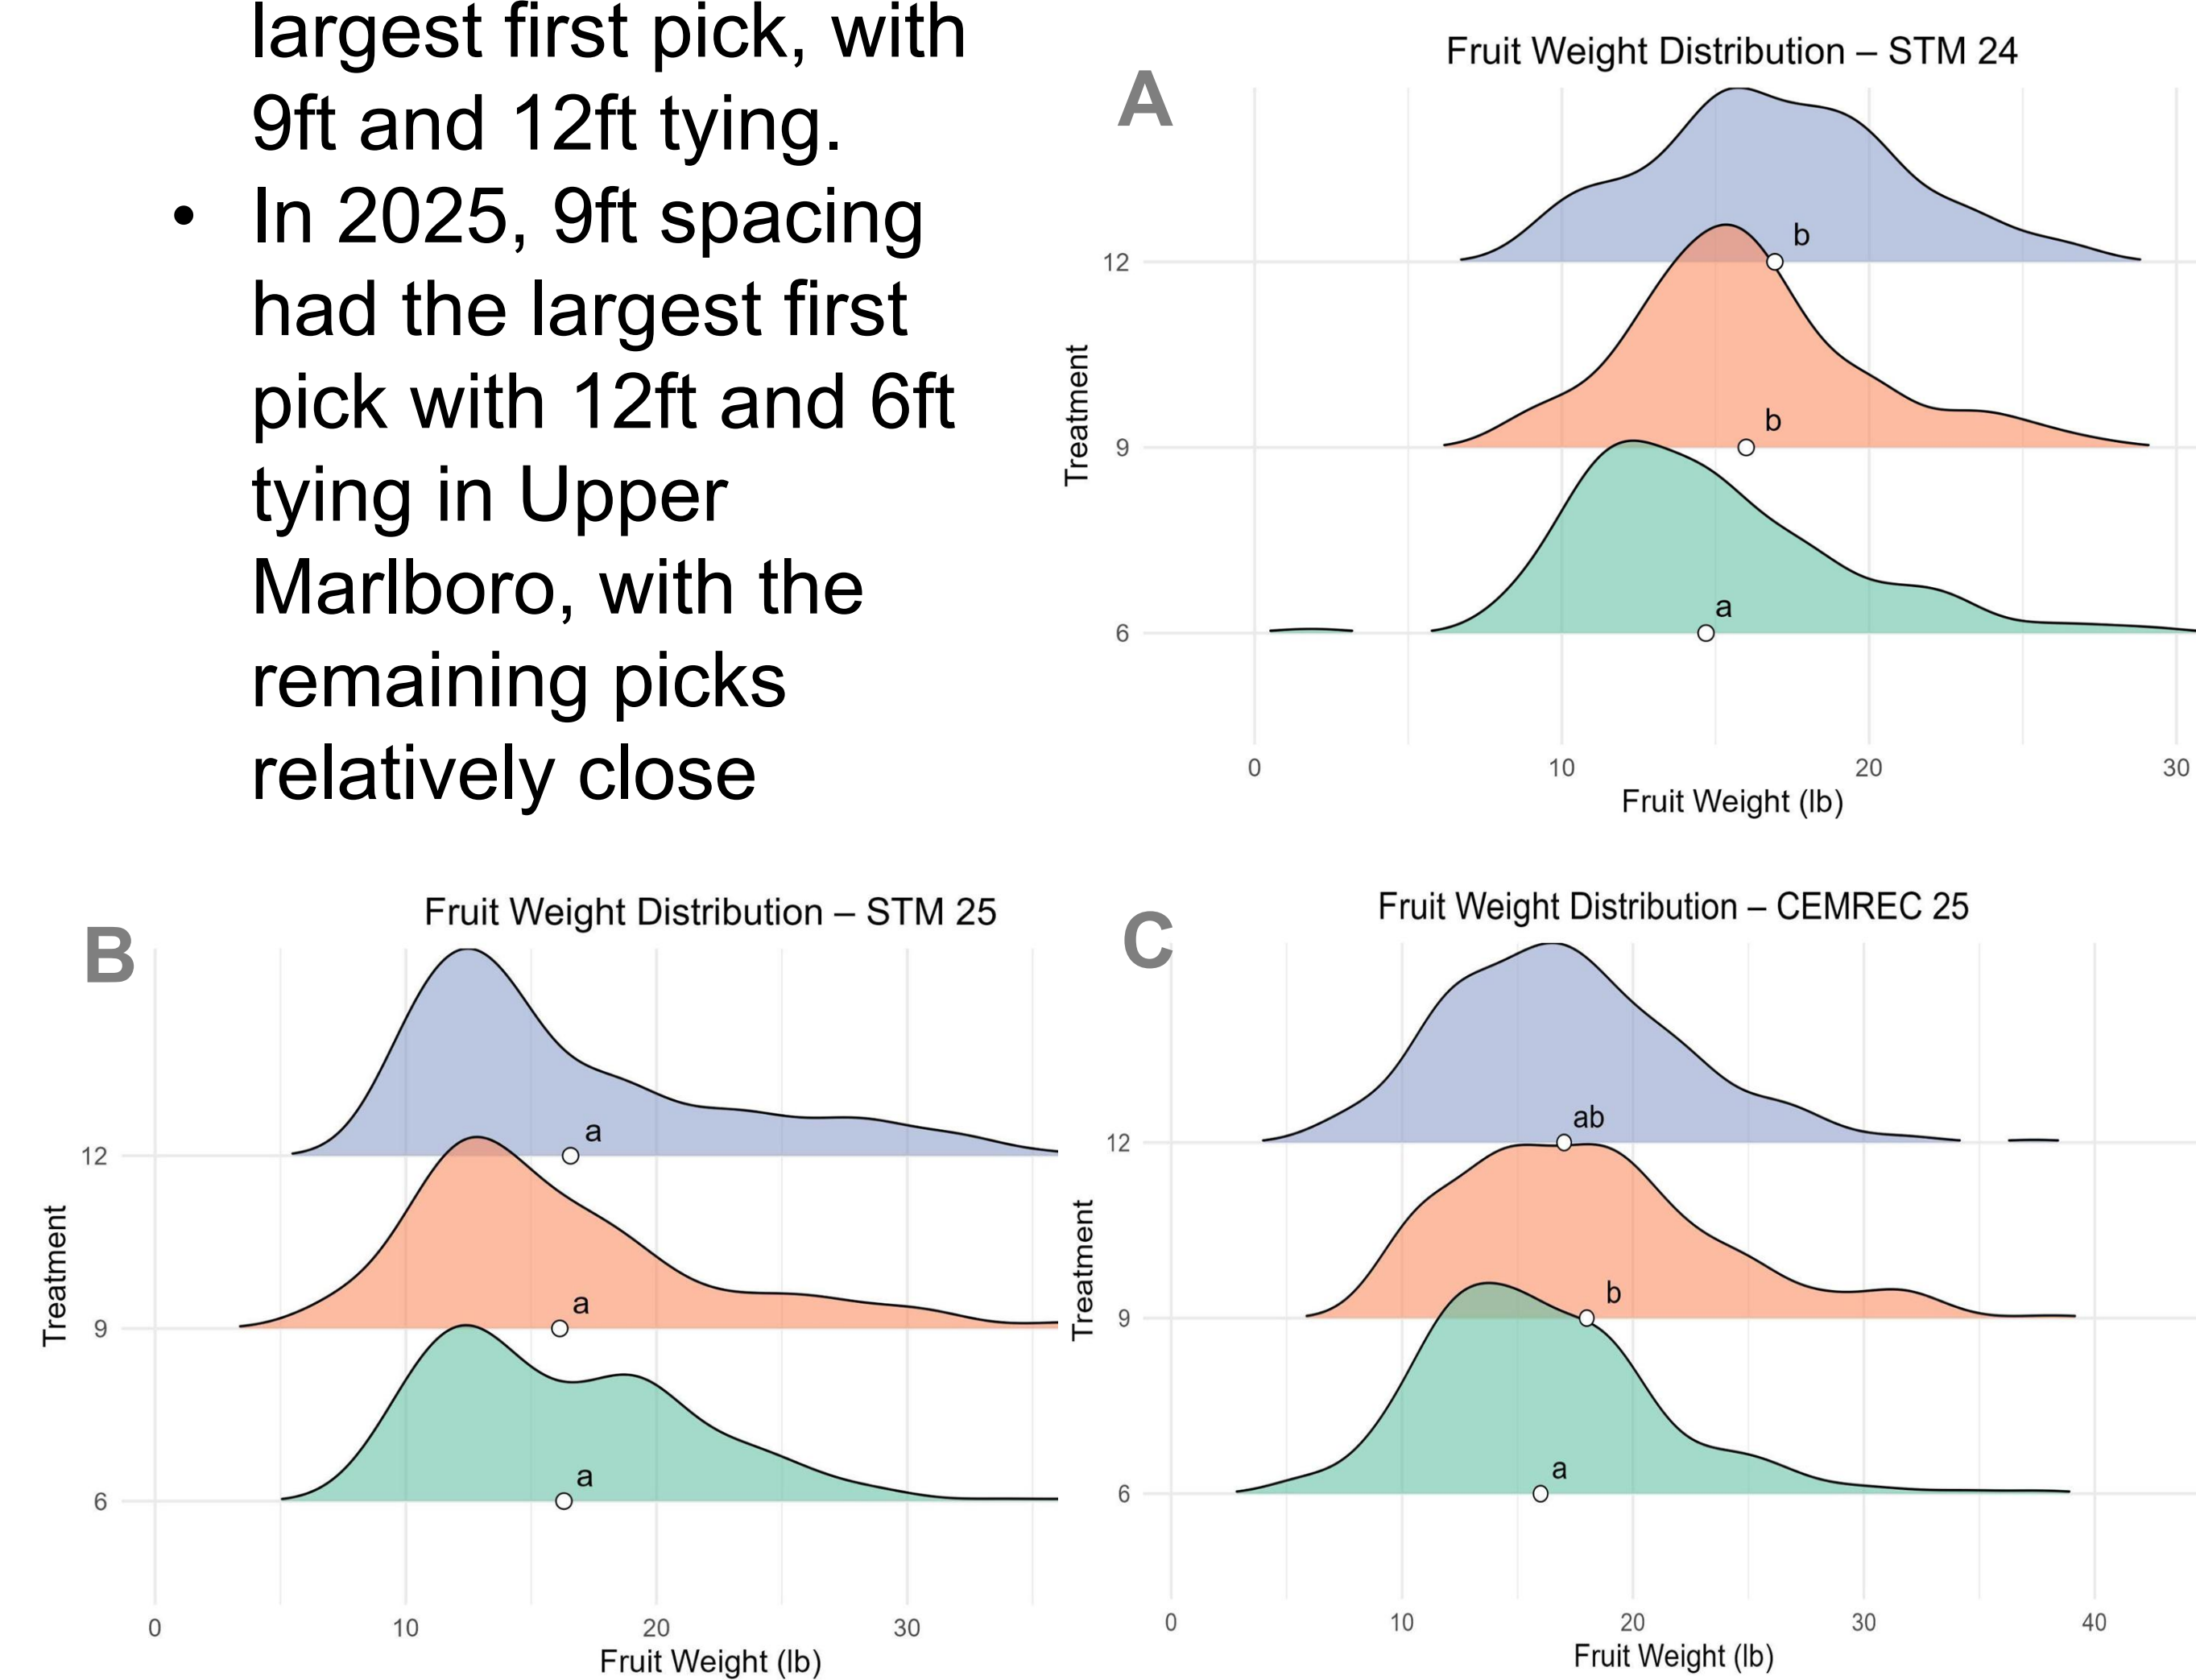 largest first pick, with
9ft and 12ft tying.
• In 2025, 9ft spacing
had the largest first
pick with 12ft and 6ft
tying in Upper
Marlboro, with the
remaining picks
relatively close
A
Fruit Weight Distribution – STM 24
Treatment
12
b
9
b
6
a
0 10 20 30
Fruit Weight (lb)
B
Fruit Weight Distribution – STM 25
Treatment
12
a
9
a
6
a
0 10 20 30
Fruit Weight (lb)
C
Fruit Weight Distribution – CEMREC 25
Treatment
12
ab
9
b
6
a
0 10 20 30 40
Fruit Weight (lb)